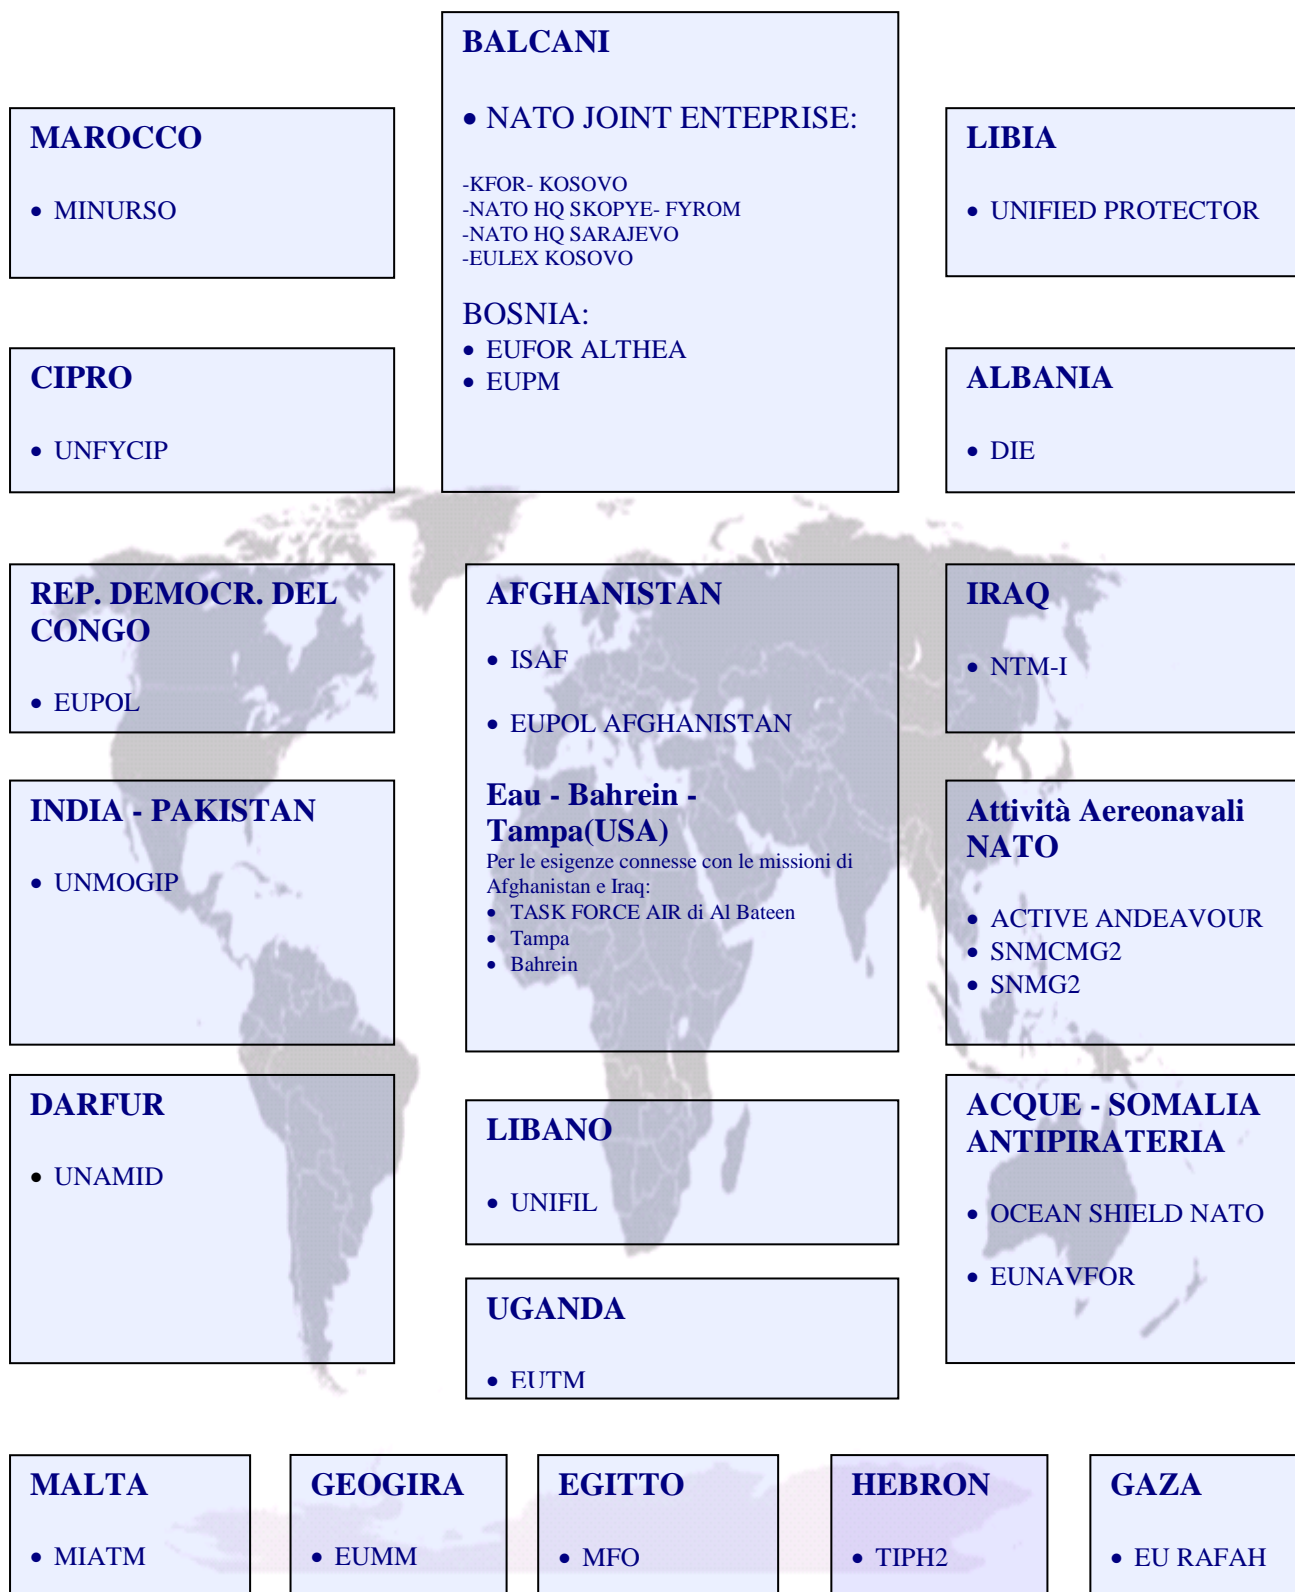 BALCANI
• NATO JOINT ENTEPRISE:
-KFOR- KOSOVO
-NATO HQ SKOPYE- FYROM
-NATO HQ SARAJEVO
-EULEX KOSOVO
BOSNIA:
• EUFOR ALTHEA
• EUPM
MAROCCO
• MINURSO
LIBIA
• UNIFIED PROTECTOR
CIPRO
• UNFYCIP
ALBANIA
• DIE
REP. DEMOCR. DEL
CONGO
• EUPOL
AFGHANISTAN
• ISAF
• EUPOL AFGHANISTAN
Eau - Bahrein -
Tampa(USA)
Per le esigenze connesse con le missioni di
Afghanistan e Iraq:
• TASK FORCE AIR di Al Bateen
• Tampa
• Bahrein
IRAQ
• NTM-I
INDIA - PAKISTAN
• UNMOGIP
Attività Aereonavali
NATO
• ACTIVE ANDEAVOUR
• SNMCMG2
• SNMG2
DARFUR
• UNAMID
LIBANO
• UNIFIL
ACQUE - SOMALIA
ANTIPIRATERIA
• OCEAN SHIELD NATO
• EUNAVFOR
UGANDA
• EUTM
MALTA
• MIATM
GEOGIRA
• EUMM
EGITTO
• MFO
HEBRON
• TIPH2
GAZA
• EU RAFAH